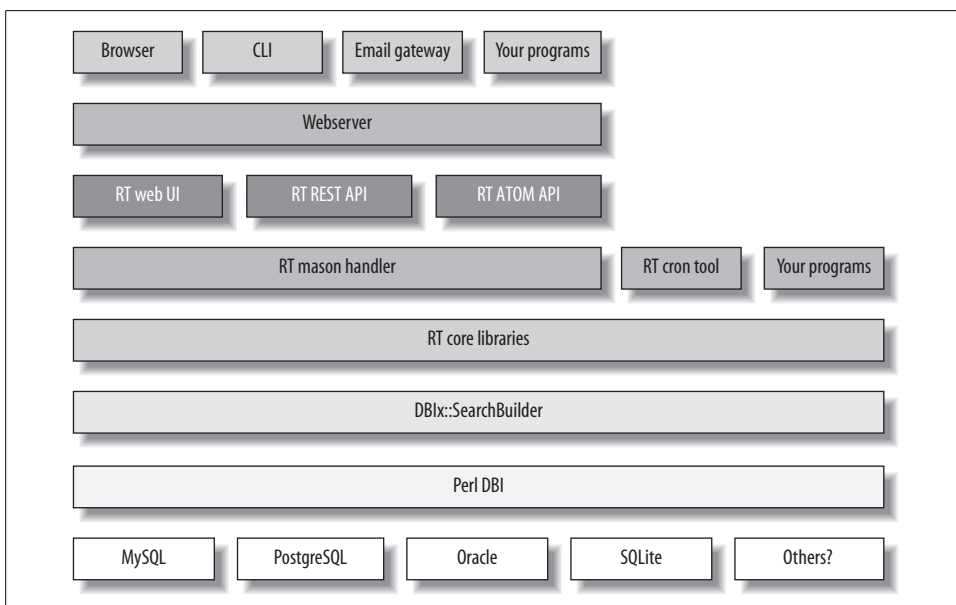 Browser CLI Email gateway Your programs
Webserver
RT web UI RT REST API RT ATOM API
RT mason handler RT cron tool Your programs
RT core libraries
DBIx::SearchBuilder
Perl DBI
MySQL PostgreSQL Oracle SQLite Others?